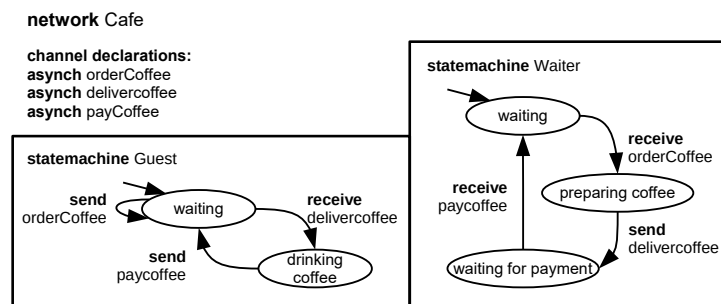 network Cafe
channel declarations:
asynch orderCoffee
asynch delivercoffee
asynch payCoffee
statemachine Guest
send
orderCoffee
waiting
receive
delivercoffee
send
paycoffee
drinking
coffee
statemachine Waiter
waiting
receive
orderCoffee
receive
paycoffee
preparing coffee
send
delivercoffee
waiting for payment